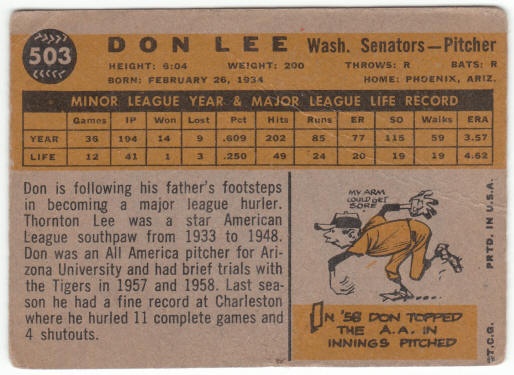 503
DON LEE Wash. Senators—Pitcher
HEIGHT: 6:04 WEIGHT: 200 THROWS: R BATS: R
BORN: FEBRUARY 26, 1934 HOME: PHOENIX, ARIZ.
MINOR LEAGUE YEAR & MAJOR LEAGUE LIFE RECORD
Games IP Won Lost Pct Hits Runs ER SO Walks ERA
YEAR 36 194 14 9 .609 202 85 77 115 59 3.57
LIFE 12 41 1 3 .250 49 24 20 19 19 4.62
Don is following his father's footsteps
in becoming a major league hurler.
Thornton Lee was a star American
League southpaw from 1933 to 1948.
Don was an All America pitcher for Ari-
zona University and had brief trials with
the Tigers in 1957 and 1958. Last sea-
son he had a fine record at Charleston
where he hurled 11 complete games and
4 shutouts.
MY ARM
COULD GET
SORE
IN '58 DON TOPPED
THE A.A. IN
INNINGS PITCHED
©T.C.G. PRTD. IN U.S.A.